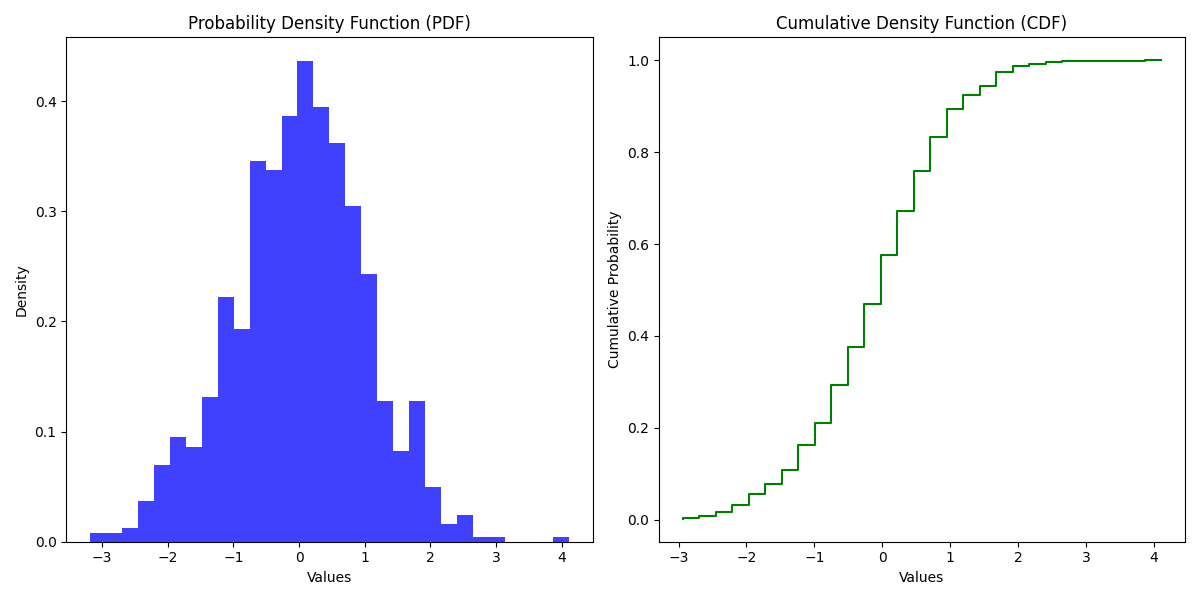 Probability Density Function (PDF)
Density
0.4
0.3
0.2
0.1
0.0
−3 −2 −1 0 1 2 3 4
Values
Cumulative Density Function (CDF)
Cumulative Probability
1.0
0.8
0.6
0.4
0.2
0.0
−3 −2 −1 0 1 2 3 4
Values